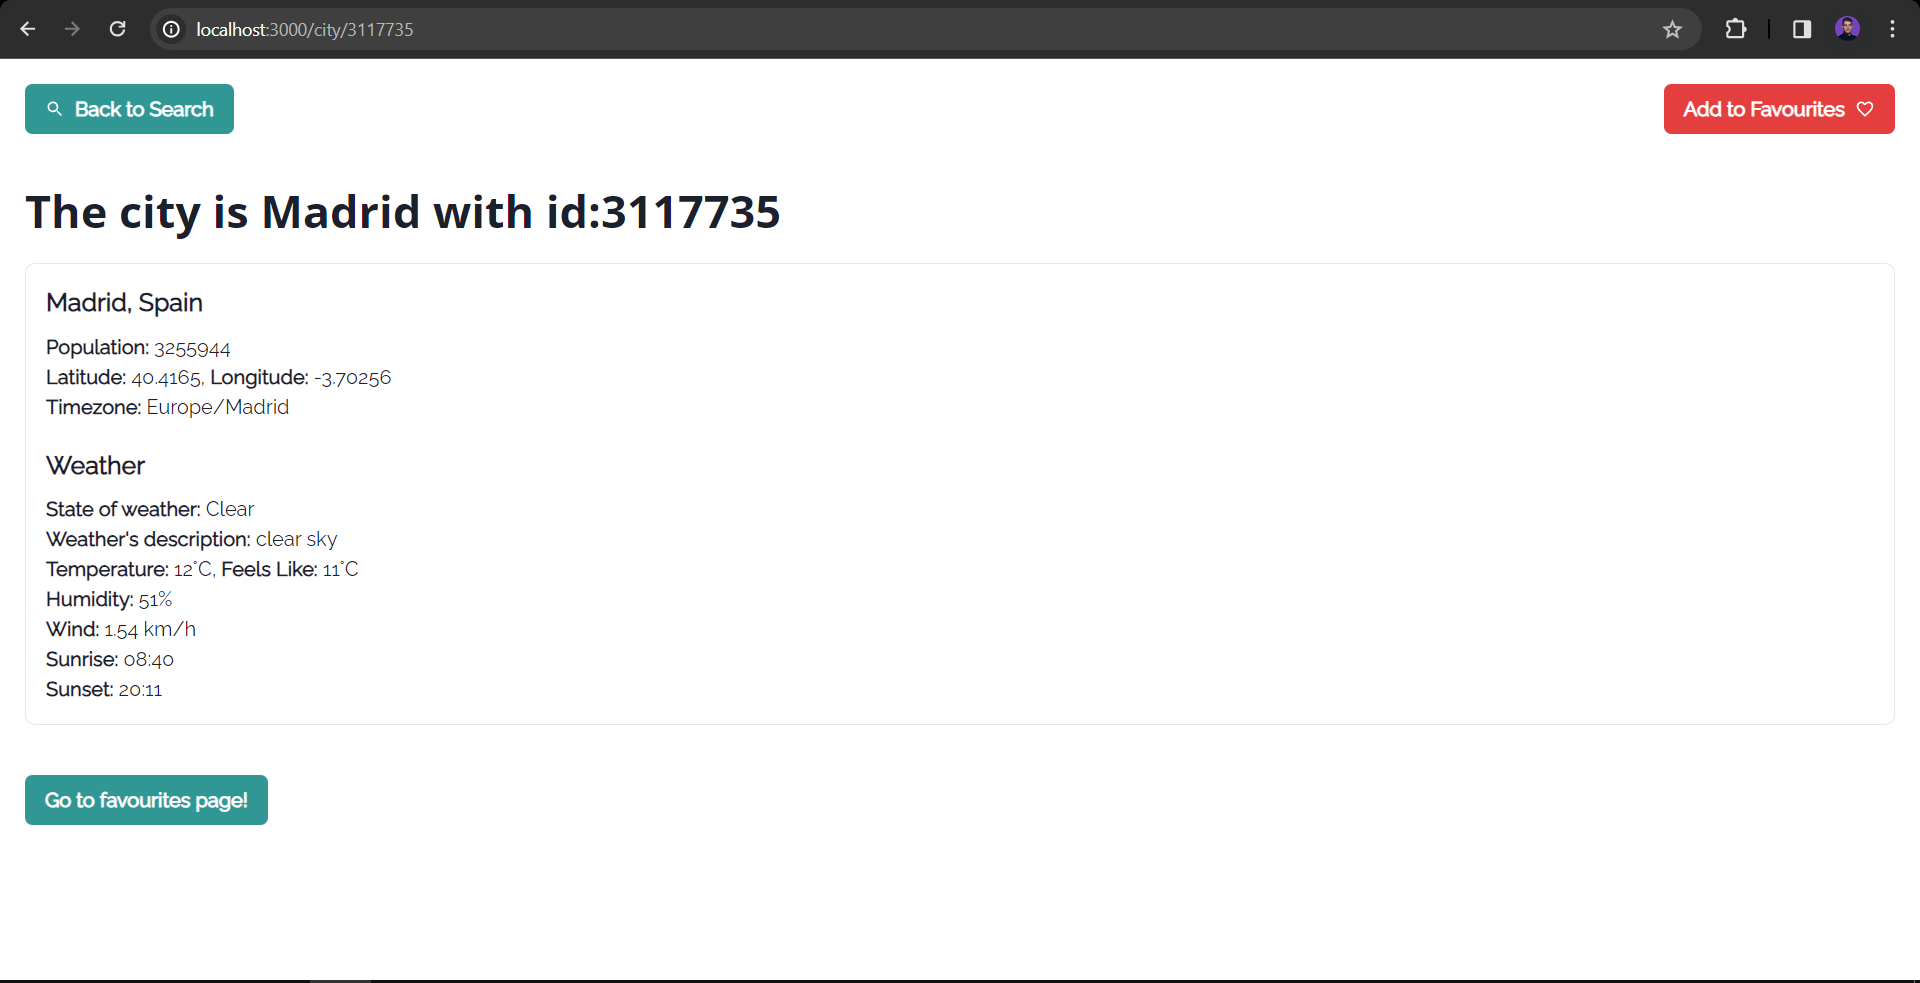 localhost:3000/city/3117735
Back to Search
Add to Favourites
The city is Madrid with id:3117735
Madrid, Spain
Population: 3255944
Latitude: 40.4165, Longitude: -3.70256
Timezone: Europe/Madrid
Weather
State of weather: Clear
Weather's description: clear sky
Temperature: 12°C, Feels Like: 11°C
Humidity: 51%
Wind: 1.54 km/h
Sunrise: 08:40
Sunset: 20:11
Go to favourites page!